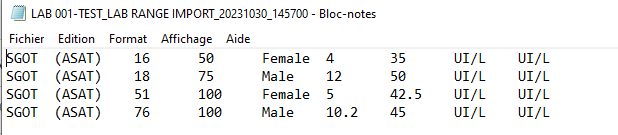 LAB 001-TEST_LAB RANGE IMPORT_20231030_145700 - Bloc-notes
Fichier Edition Format Affichage Aide
SGOT (ASAT) 16 50 Female 4 35 UI/L UI/L
SGOT (ASAT) 18 75 Male 12 50 UI/L UI/L
SGOT (ASAT) 51 100 Female 5 42.5 UI/L UI/L
SGOT (ASAT) 76 100 Male 10.2 45 UI/L UI/L